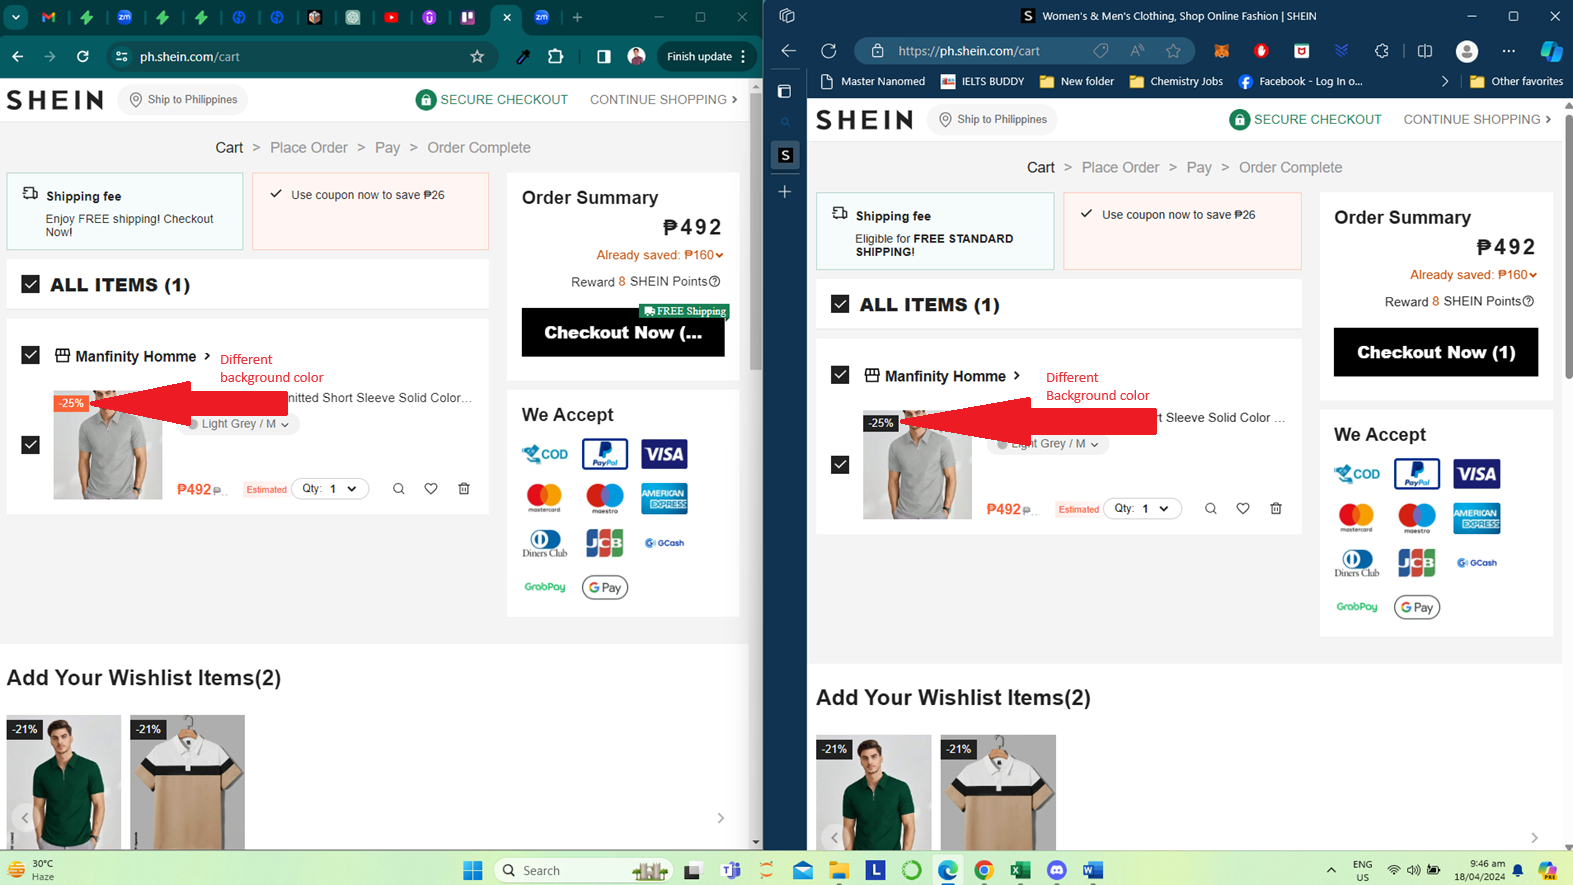 ph.shein.com/cart
Finish update
SHEIN
Ship to Philippines
SECURE CHECKOUT
CONTINUE SHOPPING >
Cart > Place Order > Pay > Order Complete
Shipping fee
Enjoy FREE shipping! Checkout
Now!
Use coupon now to save ₱26
ALL ITEMS (1)
Manfinity Homme >
Different
background color
-25%
nitted Short Sleeve Solid Color...
Light Grey / M
₱492 ₱..
Estimated
Qty: 1
Order Summary
₱492
Already saved: ₱160
Reward 8 SHEIN Points
FREE Shipping
Checkout Now (...
We Accept
COD
PayPal
VISA
mastercard
maestro
AMERICAN EXPRESS
Diners Club
JCB
GCash
GrabPay
G Pay
Add Your Wishlist Items(2)
-21%
-21%
Women's & Men's Clothing, Shop Online Fashion | SHEIN
https://ph.shein.com/cart
Master Nanomed
IELTS BUDDY
New folder
Chemistry Jobs
Facebook - Log In o...
Other favorites
SHEIN
Ship to Philippines
SECURE CHECKOUT
CONTINUE SHOPPING >
Cart > Place Order > Pay > Order Complete
Shipping fee
Eligible for FREE STANDARD
SHIPPING!
Use coupon now to save ₱26
ALL ITEMS (1)
Manfinity Homme >
Different
Background color
-25%
rt Sleeve Solid Color ...
Light Grey / M
₱492 ₱...
Estimated
Qty: 1
Order Summary
₱492
Already saved: ₱160
Reward 8 SHEIN Points
Checkout Now (1)
We Accept
COD
PayPal
VISA
mastercard
maestro
AMERICAN EXPRESS
Diners Club
JCB
GCash
GrabPay
G Pay
Add Your Wishlist Items(2)
-21%
-21%
30°C
Haze
Search
ENG
US
9:46 am
18/04/2024